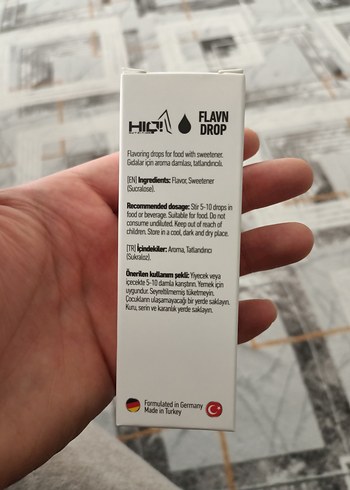 HIQ!
FLAVN
DROP
Flavoring drops for food with sweetener.
Gıdalar için aroma damlası, tatlandırıcılı.
[EN] Ingredients: Flavor, Sweetener
(Sucralose).
Recommended dosage: Stir 5-10 drops in
food or beverage. Suitable for food. Do not
consume undiluted. Keep out of reach of
children. Store in a cool, dark and dry place.
[TR] İçindekiler: Aroma, Tatlandırıcı
(Sukraloz).
Önerilen kullanım şekli: Yiyecek veya
içecekte 5-10 damla karıştırın. Yemek için
uygundur. Seyreltilmemiş tüketmeyin.
Çocukların ulaşamayacağı bir yerde saklayın.
Kuru, serin ve karanlık yerde saklayın.
Formulated in Germany
Made in Turkey